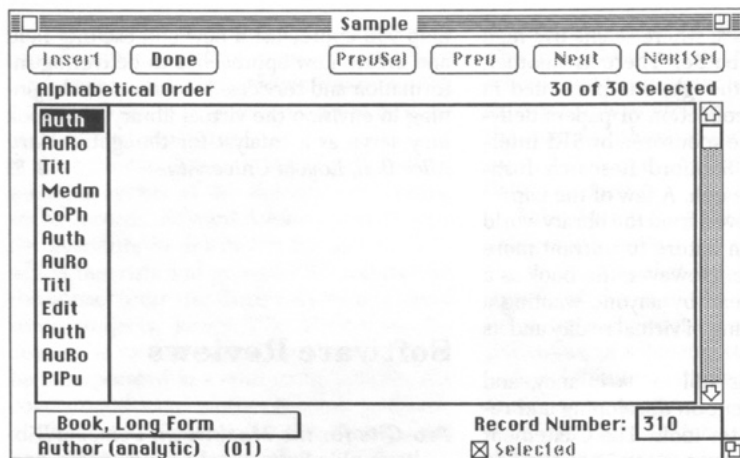 Sample
Insert Done PrevSel Prev Next NextSel
Alphabetical Order 30 of 30 Selected
Auth
AuRo
Titl
Medm
CoPh
Auth
AuRo
Titl
Edit
Auth
AuRo
PlPu
Book, Long Form Record Number: 310
Author (analytic) (01) Selected